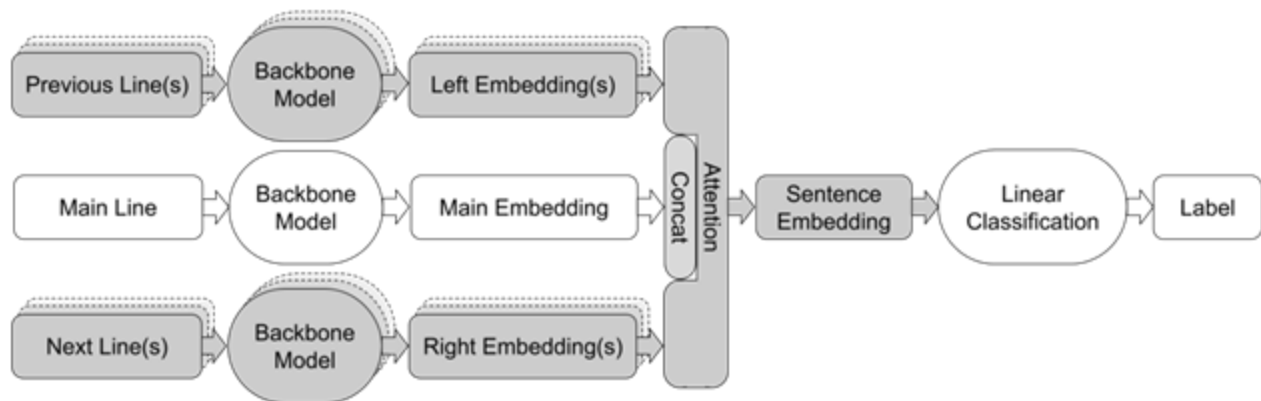 Previous Line(s)
Backbone
Model
Left Embedding(s)
Main Line
Backbone
Model
Main Embedding
Concat
Attention
Sentence
Embedding
Linear
Classification
Label
Next Line(s)
Backbone
Model
Right Embedding(s)